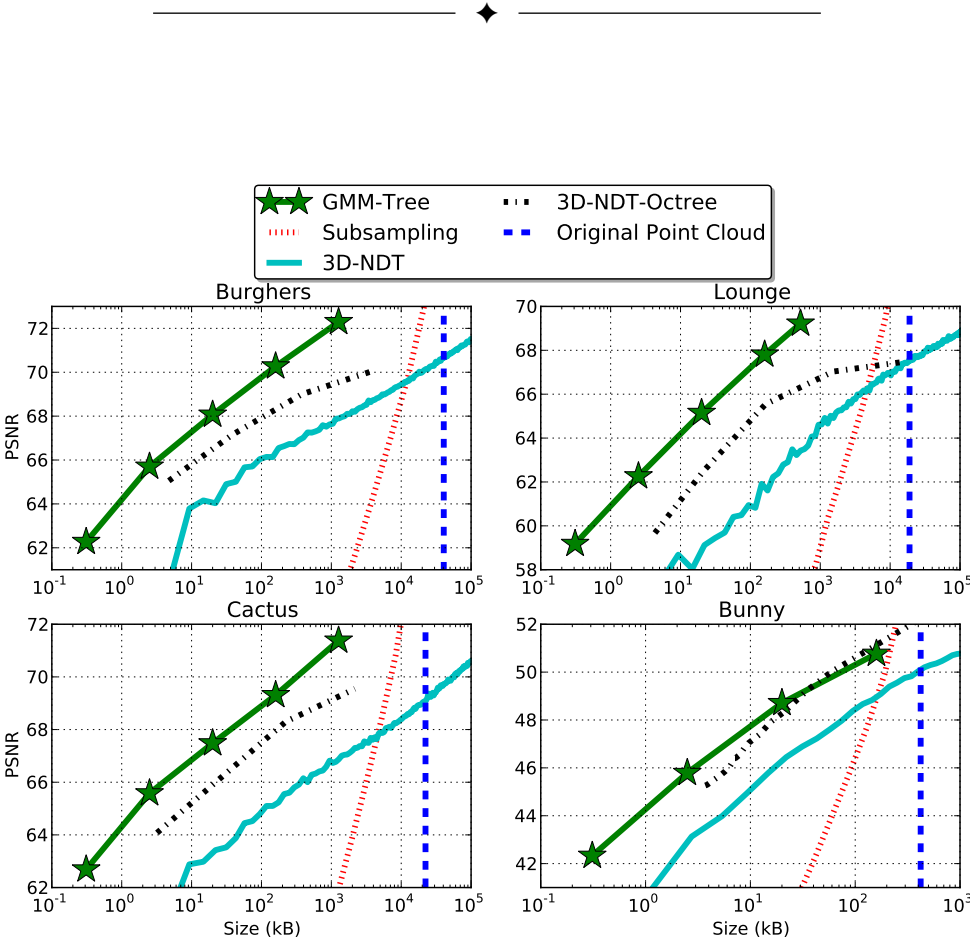 GMM-Tree
Subsampling
3D-NDT
3D-NDT-Octree
Original Point Cloud
Burghers
PSNR
72
70
68
66
64
62
10^-1 10^0 10^1 10^2 10^3 10^4 10^5
Lounge
70
68
66
64
62
60
58
10^-1 10^0 10^1 10^2 10^3 10^4 10^5
Cactus
PSNR
72
70
68
66
64
62
10^-1 10^0 10^1 10^2 10^3 10^4 10^5
Size (kB)
Bunny
52
50
48
46
44
42
10^-1 10^0 10^1 10^2 10^3
Size (kB)